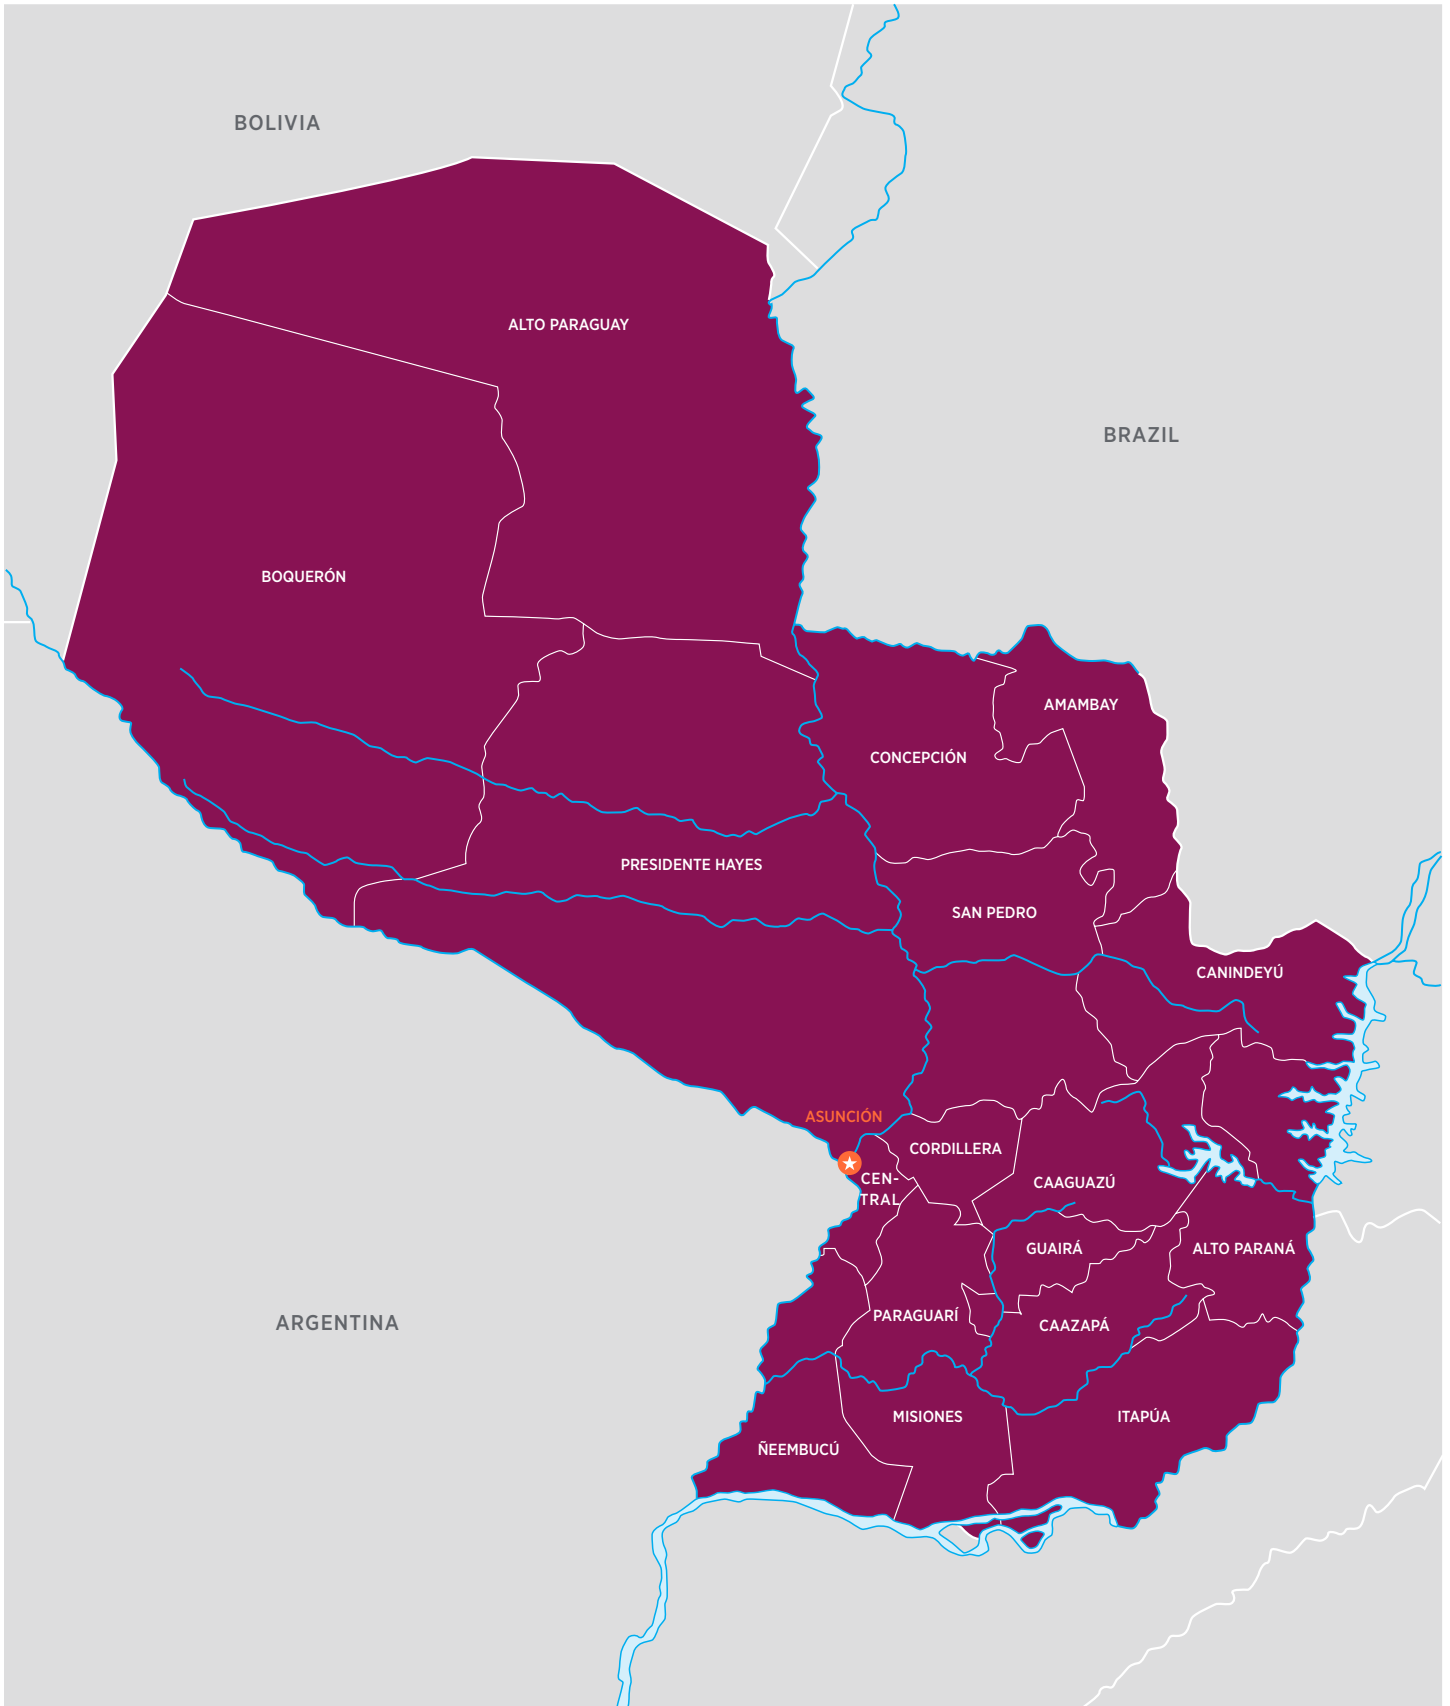 BOLIVIA
ALTO PARAGUAY
BRAZIL
BOQUERÓN
AMAMBAY
CONCEPCIÓN
PRESIDENTE HAYES
SAN PEDRO
CANINDEYÚ
ASUNCIÓN
CORDILLERA
CEN-
TRAL
CAAGUAZÚ
GUAIRÁ
ALTO PARANÁ
PARAGUARÍ
ARGENTINA
CAAZAPÁ
MISIONES
ITAPÚA
ÑEEMBUCÚ